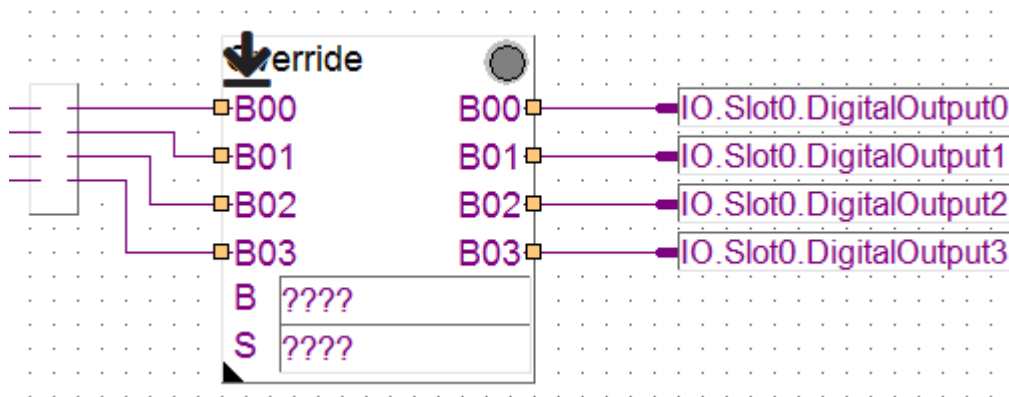 Override
B00 B00 IO.Slot0.DigitalOutput0
B01 B01 IO.Slot0.DigitalOutput1
B02 B02 IO.Slot0.DigitalOutput2
B03 B03 IO.Slot0.DigitalOutput3
B ????
S ????